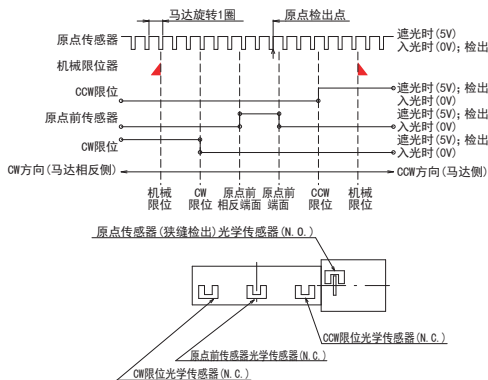 马达旋转1圈
原点检出点
原点传感器
遮光时(5V)
入光时(0V); 检出
机械限位器
CCW限位
遮光时(5V); 检出
入光时(0V)
原点前传感器
遮光时(5V); 检出
入光时(0V)
CW限位
遮光时(5V); 检出
入光时(0V)
CW方向(马达相反侧)
CCW方向(马达侧)
机械
限位
CW
限位
原点前
相反端面
原点前
端面
CCW
限位
机械
限位
原点传感器(狭缝检出)光学传感器(N.O.)
CCW限位光学传感器(N.C.)
原点前传感器光学传感器(N.C.)
CW限位光学传感器(N.C.)